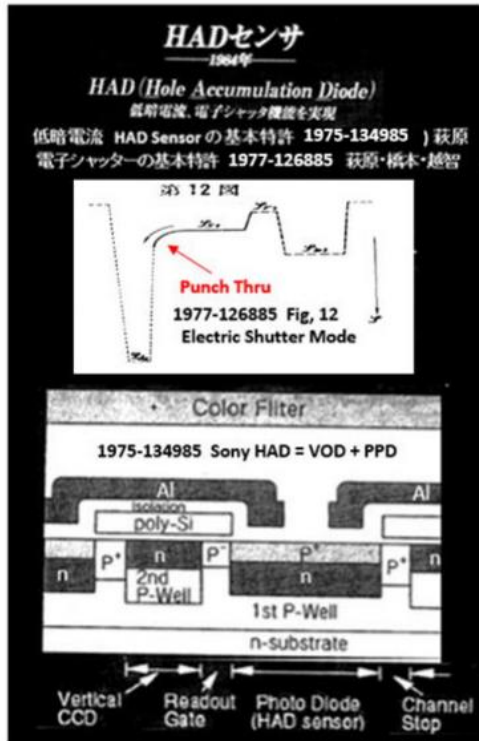 HADセンサ
1984年
HAD (Hole Accumulation Diode)
低暗電流、電子シャッタ機能を実現
低暗電流 HAD Sensor の基本特許 1975-134985 ) 萩原
電子シャッターの基本特許 1977-126885 萩原・橋本・越智
第12図
Punch Thru
1977-126885 Fig, 12
Electric Shutter Mode
Color Fliter
1975-134985 Sony HAD = VOD + PPD
Al
Al
Isolation
poly-Si
n
P+
n
P-
P+
P+
n
2nd
P-Well
n
1st P-Well
n-substrate
Vertical CCD
Readout Gate
Photo Diode (HAD sensor)
Channel Stop